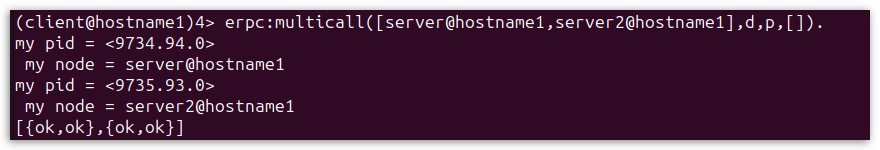 (client@hostname1)4> erpc:multicall([server@hostname1,server2@hostname1],d,p,[]).
my pid = <9734.94.0>
 my node = server@hostname1
my pid = <9735.93.0>
 my node = server2@hostname1
[{ok,ok},{ok,ok}]